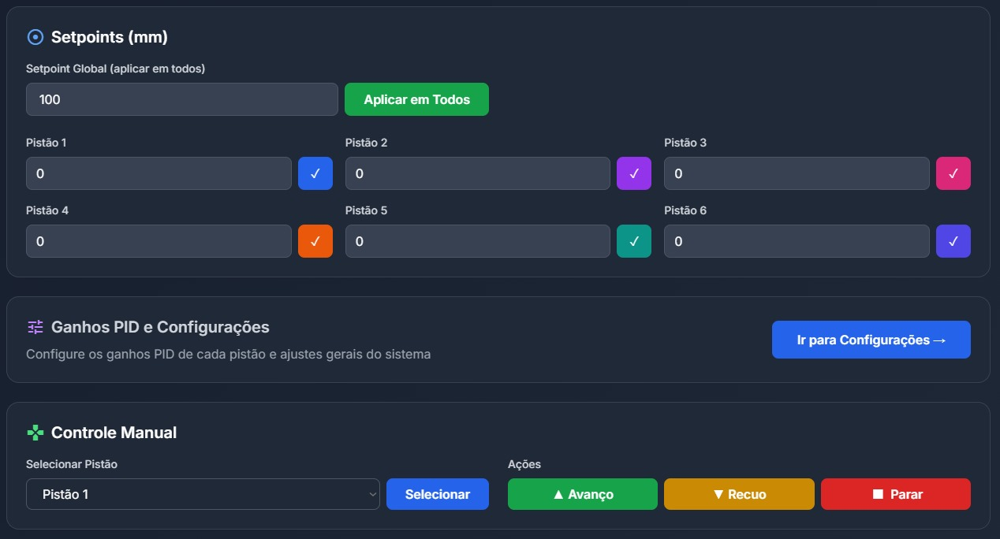 Setpoints (mm)
Setpoint Global (aplicar em todos)
100
Aplicar em Todos
Pistão 1
Pistão 2
Pistão 3
0 ✓
0 ✓
0 ✓
Pistão 4
Pistão 5
Pistão 6
0 ✓
0 ✓
0 ✓
Ganhos PID e Configurações
Configure os ganhos PID de cada pistão e ajustes gerais do sistema
Ir para Configurações →
Controle Manual
Selecionar Pistão
Pistão 1
Selecionar
Ações
▲ Avanço
▼ Recuo
■ Parar